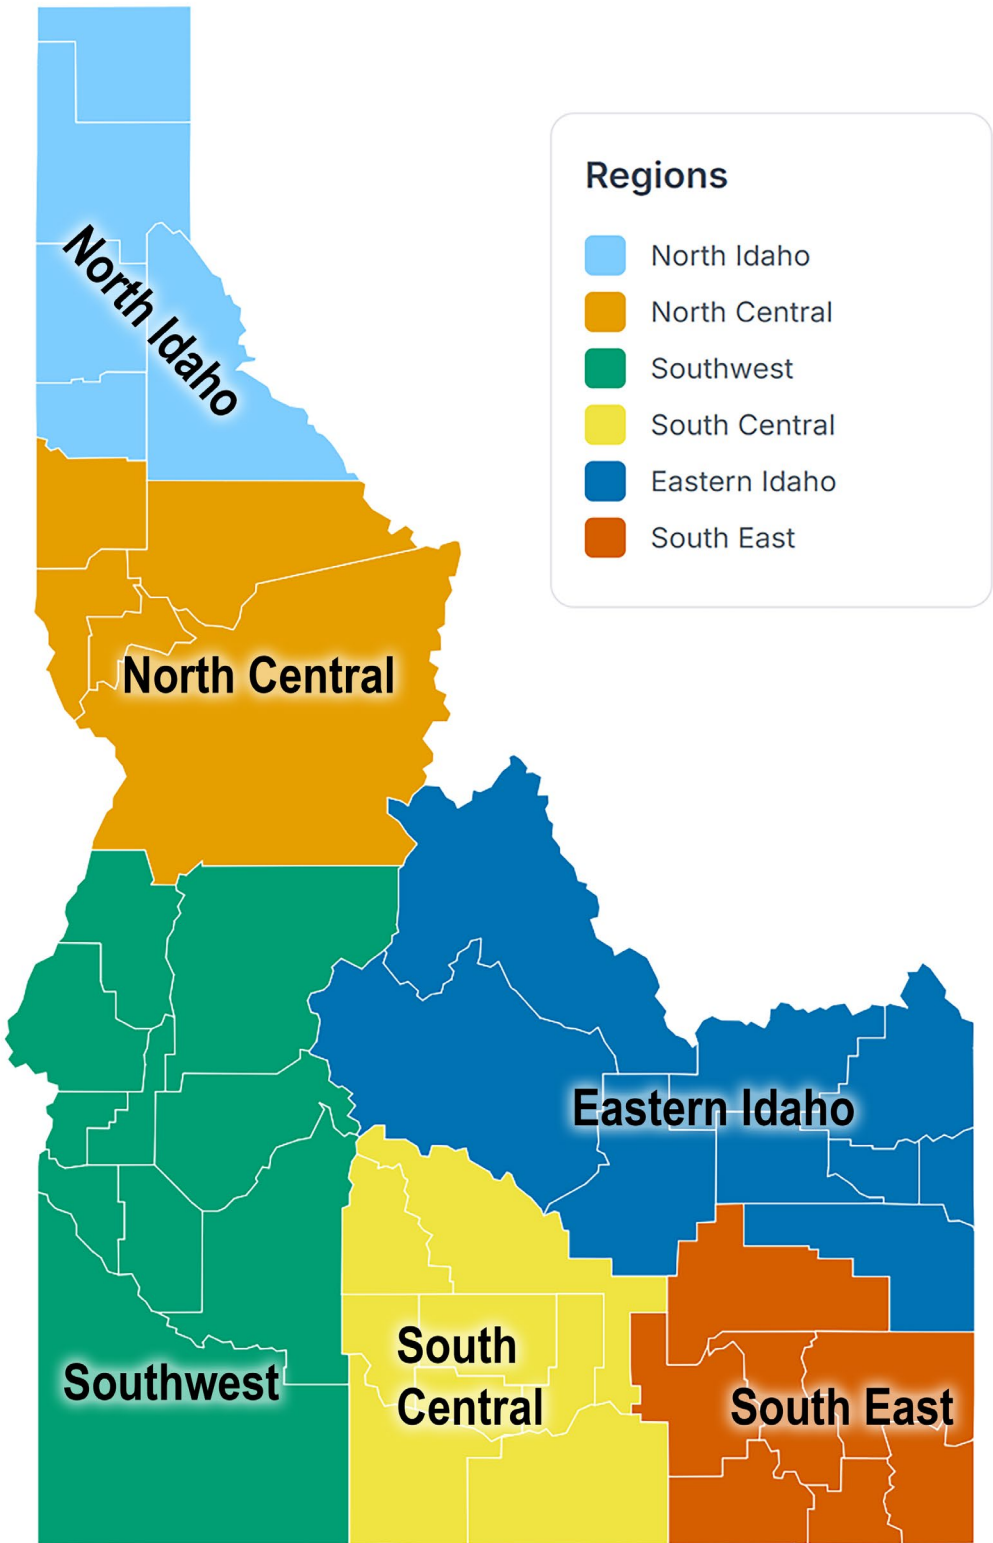 Regions
North Idaho
North Central
Southwest
South Central
Eastern Idaho
South East
North Idaho
North Central
Eastern Idaho
South
Central
Southwest
South East